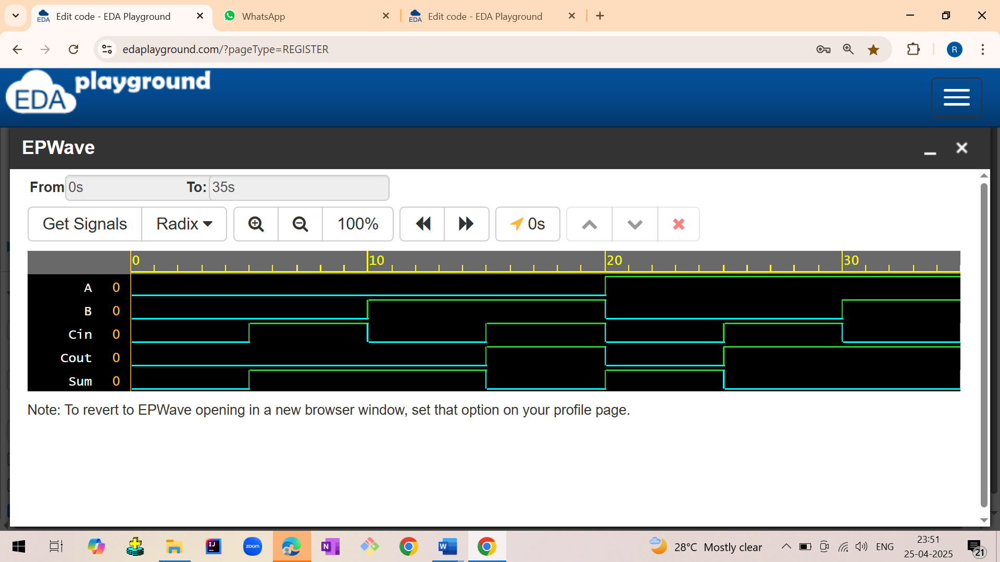 Edit code - EDA Playground
WhatsApp
Edit code - EDA Playground
edaplayground.com/?pageType=REGISTER
R
EDA playground
EPWave
From 0s To: 35s
Get Signals Radix 100% 0s
0 10 20 30
A 0
B 0
Cin 0
Cout 0
Sum 0
Note: To revert to EPWave opening in a new browser window, set that option on your profile page.
28°C Mostly clear
ENG
23:51
25-04-2025
21